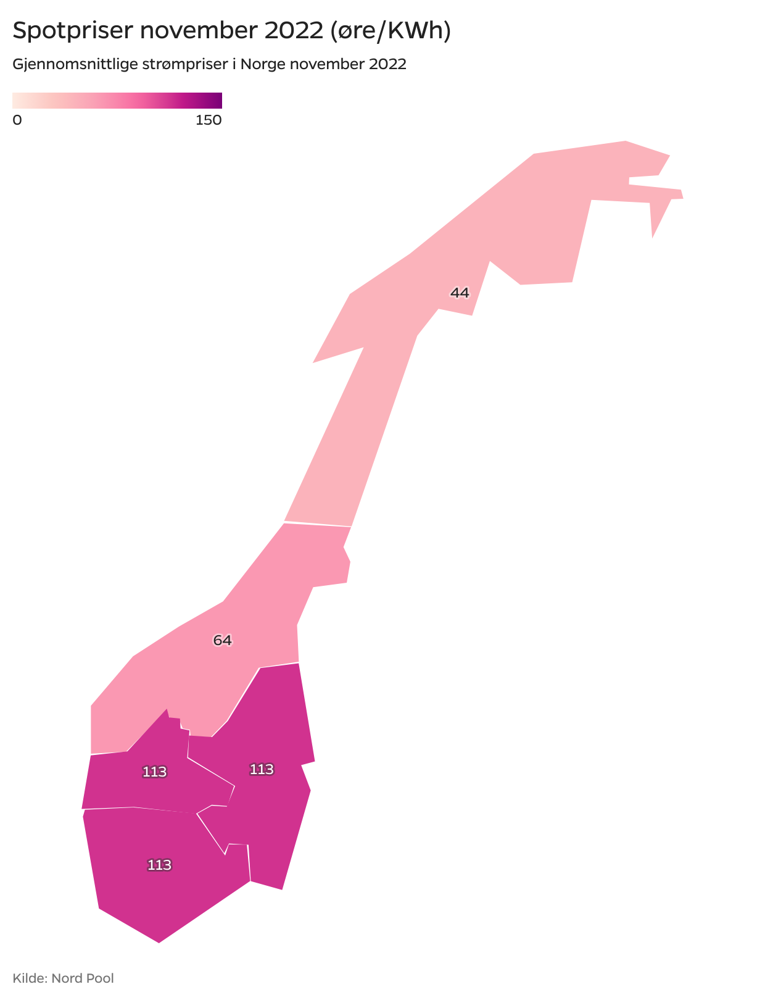 Spotpriser november 2022 (øre/KWh)
Gjennomsnittlige strømpriser i Norge november 2022
0 150
44
64
113
113
113
Kilde: Nord Pool